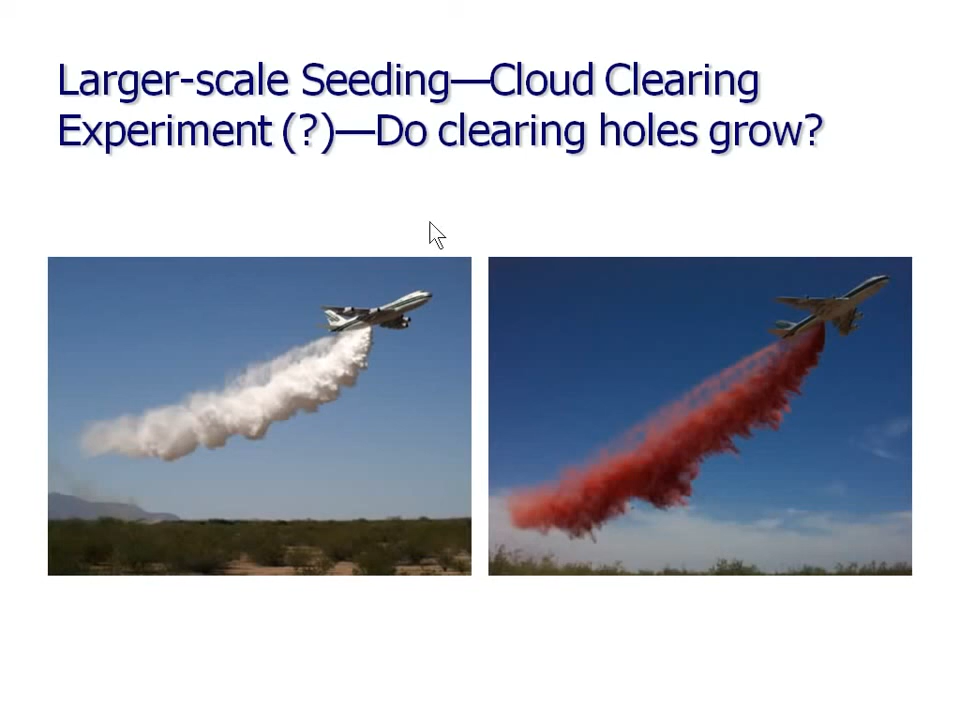 Larger-scale Seeding—Cloud Clearing
Experiment (?)—Do clearing holes grow?